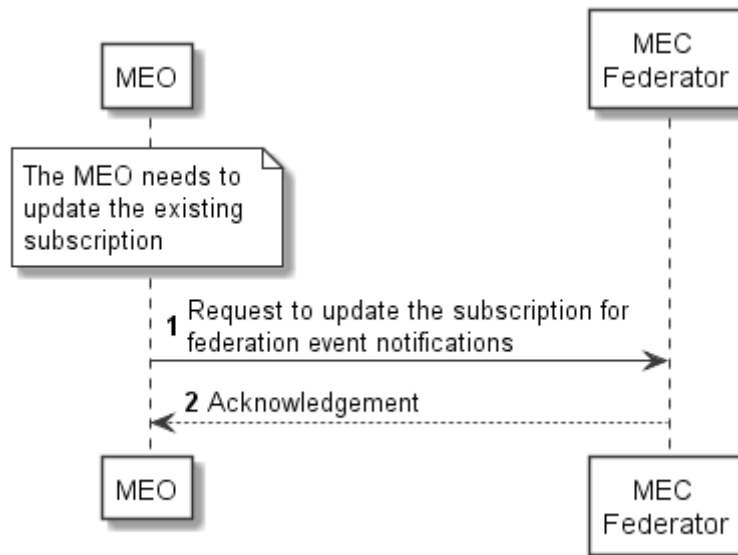 MEO
MEC
Federator
The MEO needs to
update the existing
subscription
1 Request to update the subscription for
federation event notifications
2 Acknowledgement
MEO
MEC
Federator